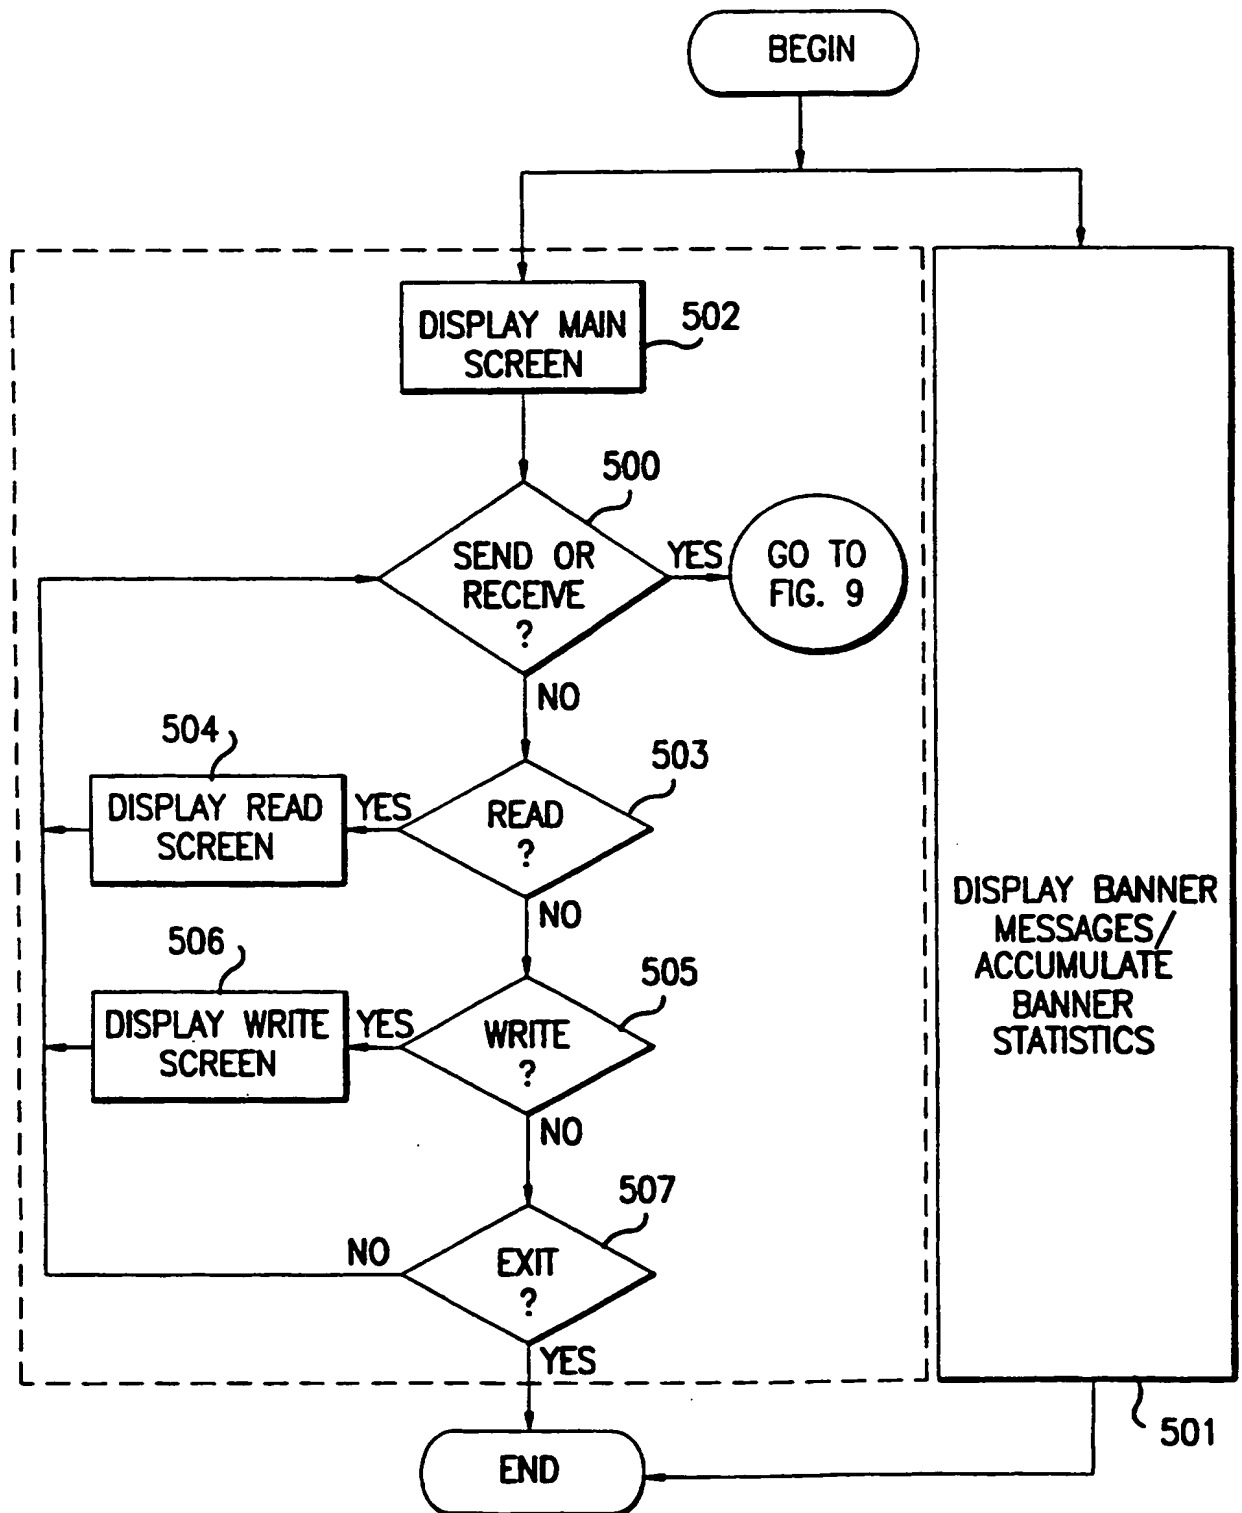 BEGIN
DISPLAY MAIN
SCREEN
502
500
SEND OR
RECEIVE
?
YES
GO TO
FIG. 9
NO
504
503
DISPLAY READ
SCREEN
YES
READ
?
NO
506
505
DISPLAY WRITE
SCREEN
YES
WRITE
?
NO
507
NO
EXIT
?
YES
END
DISPLAY BANNER
MESSAGES/
ACCUMULATE
BANNER
STATISTICS
501